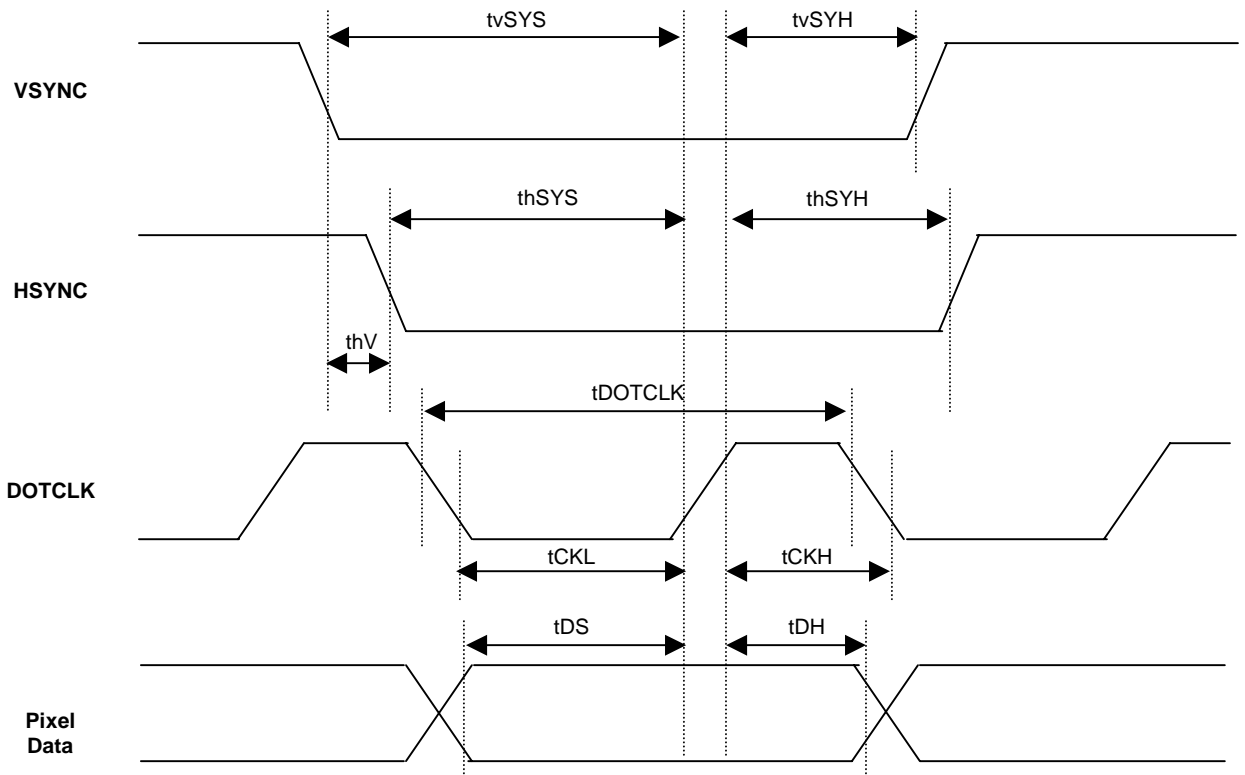 tvSYS
tvSYH
VSYNC
thSYS
thSYH
HSYNC
thV
tDOTCLK
DOTCLK
tCKL
tCKH
tDS
tDH
Pixel
Data